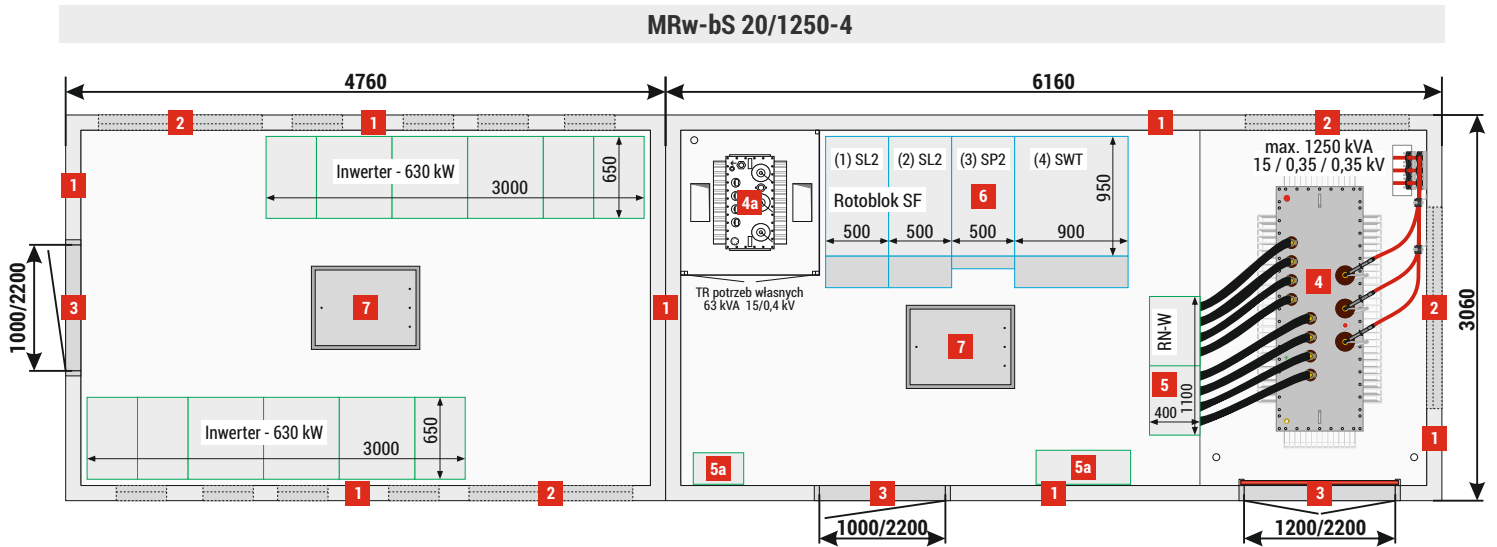 MRw-bS 20/1250-4
4760
6160
2
1
1
2
1
Inwerter - 630 kW
3000
650
4a
(1) SL2
(2) SL2
(3) SP2
(4) SWT
Rotoblok SF
6
950
500
500
500
900
max. 1250 kVA
15 / 0,35 / 0,35 kV
4
TR potrzeb własnych
63 kVA 15/0,4 kV
1000/2200
3
7
1
7
RN-W
5
400
1100
2
3060
1
Inwerter - 630 kW
3000
650
5a
5a
1
2
3
1
3
1000/2200
1200/2200